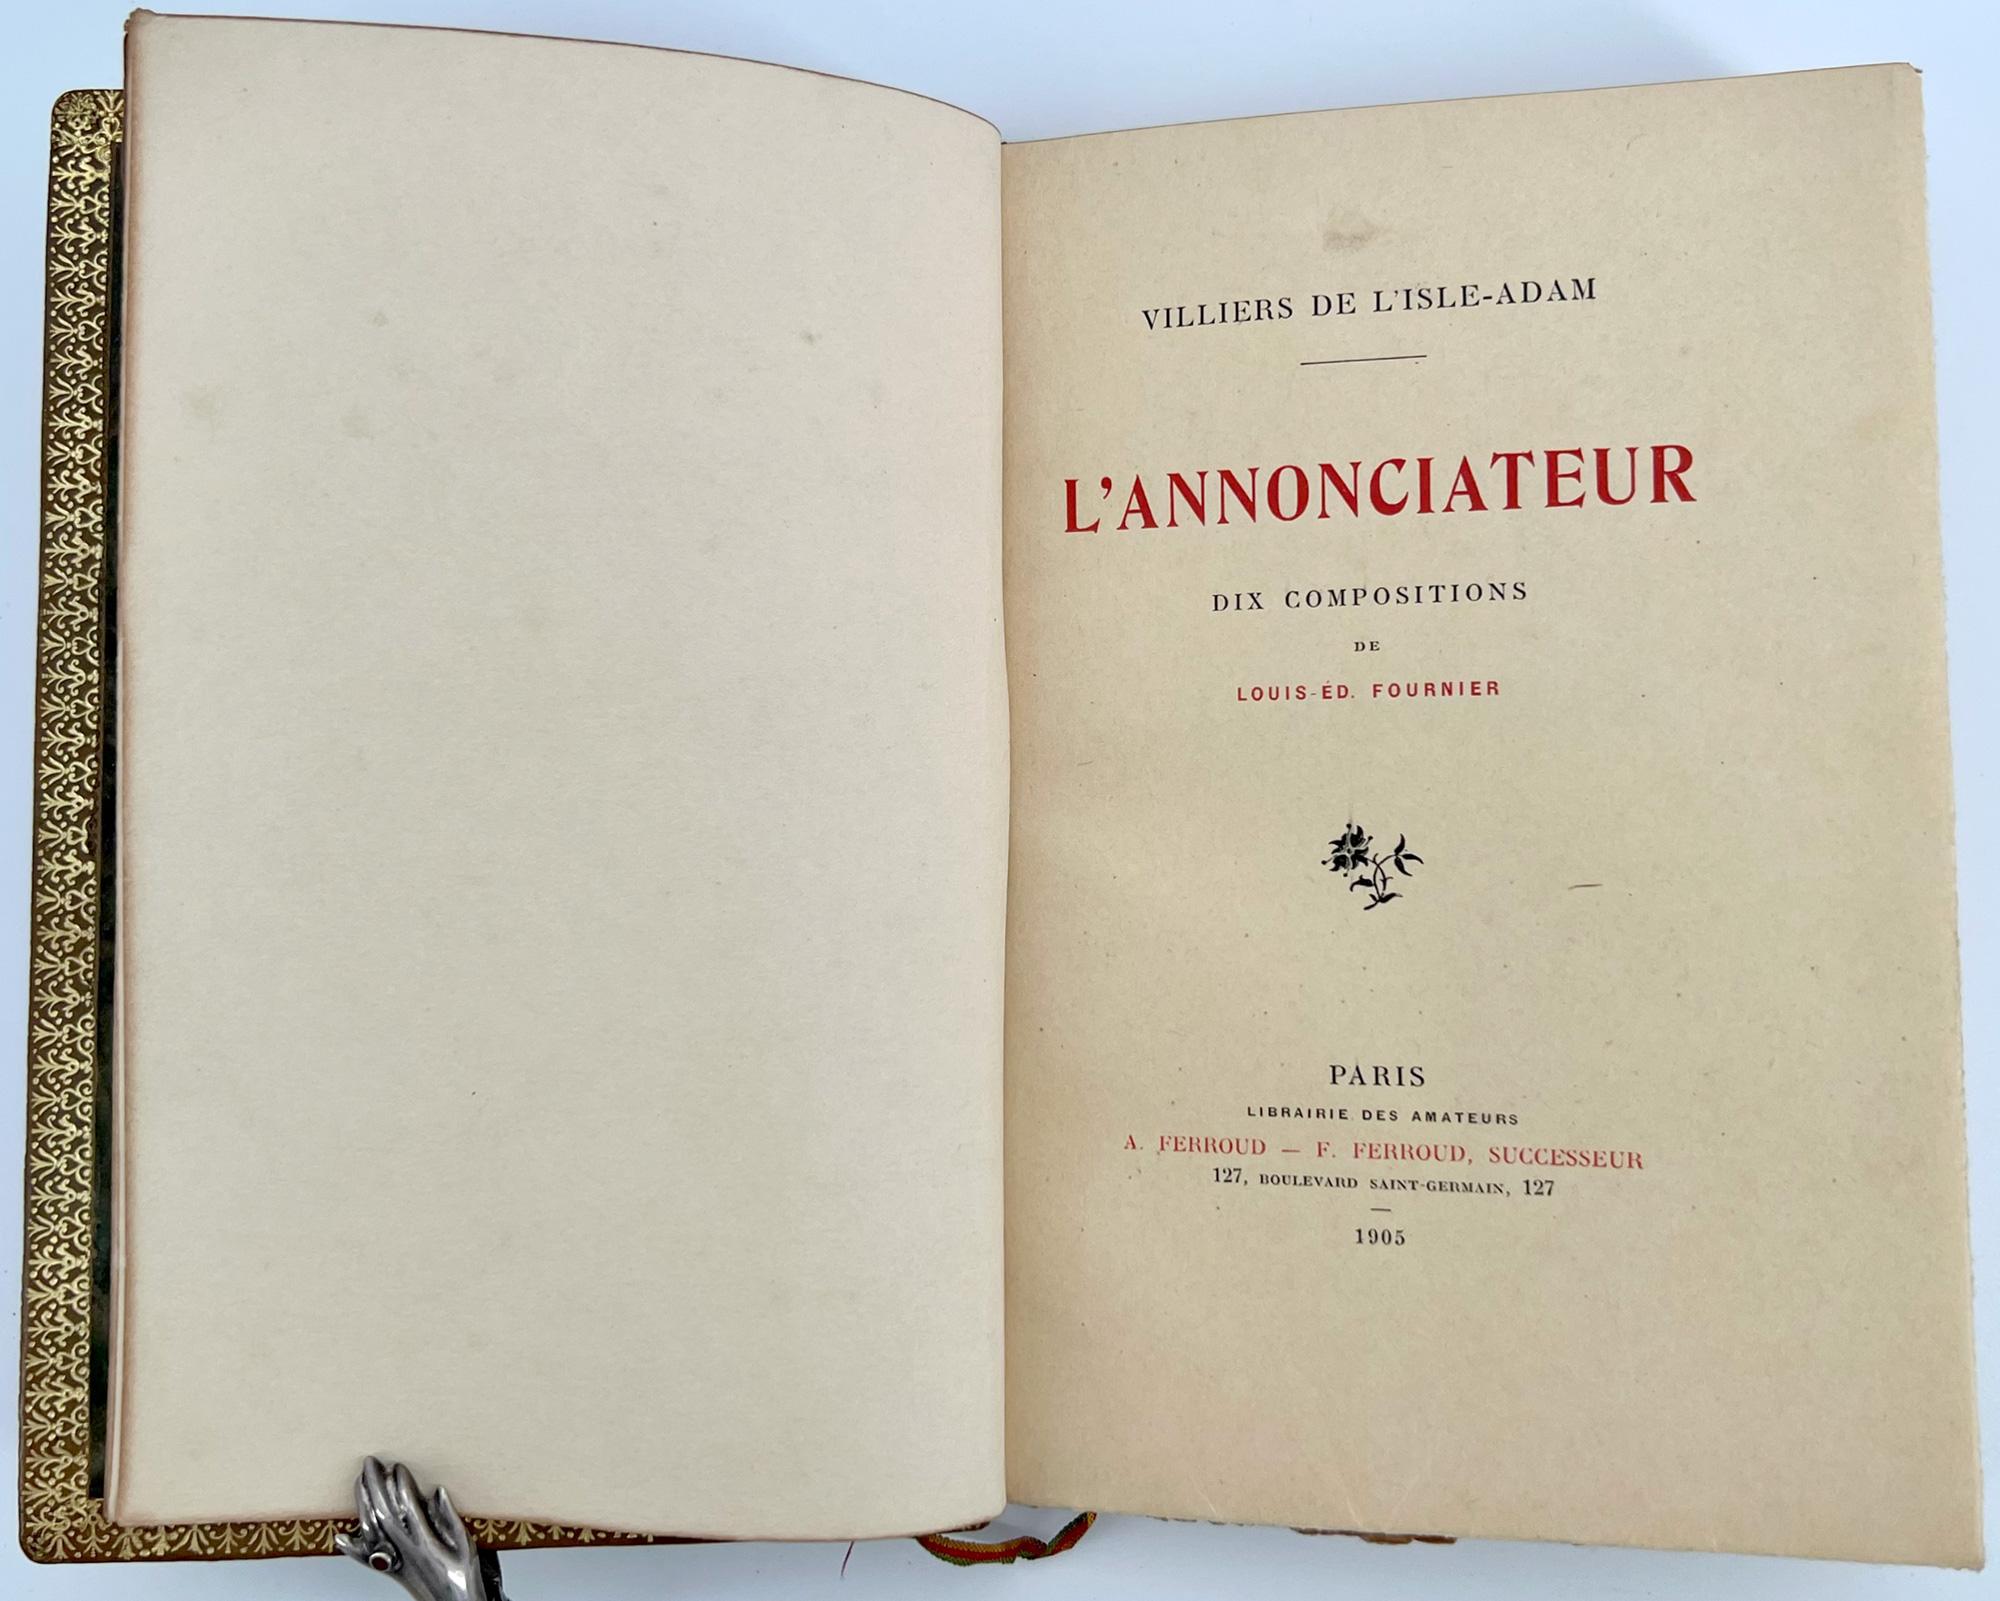 VILLIERS DE L'ISLE-ADAM
L'ANNONCIATEUR
DIX COMPOSITIONS
DE
LOUIS-ÉD. FOURNIER
PARIS
LIBRAIRIE DES AMATEURS
A. FERROUD — F. FERROUD, SUCCESSEUR
127, BOULEVARD SAINT-GERMAIN, 127
1905